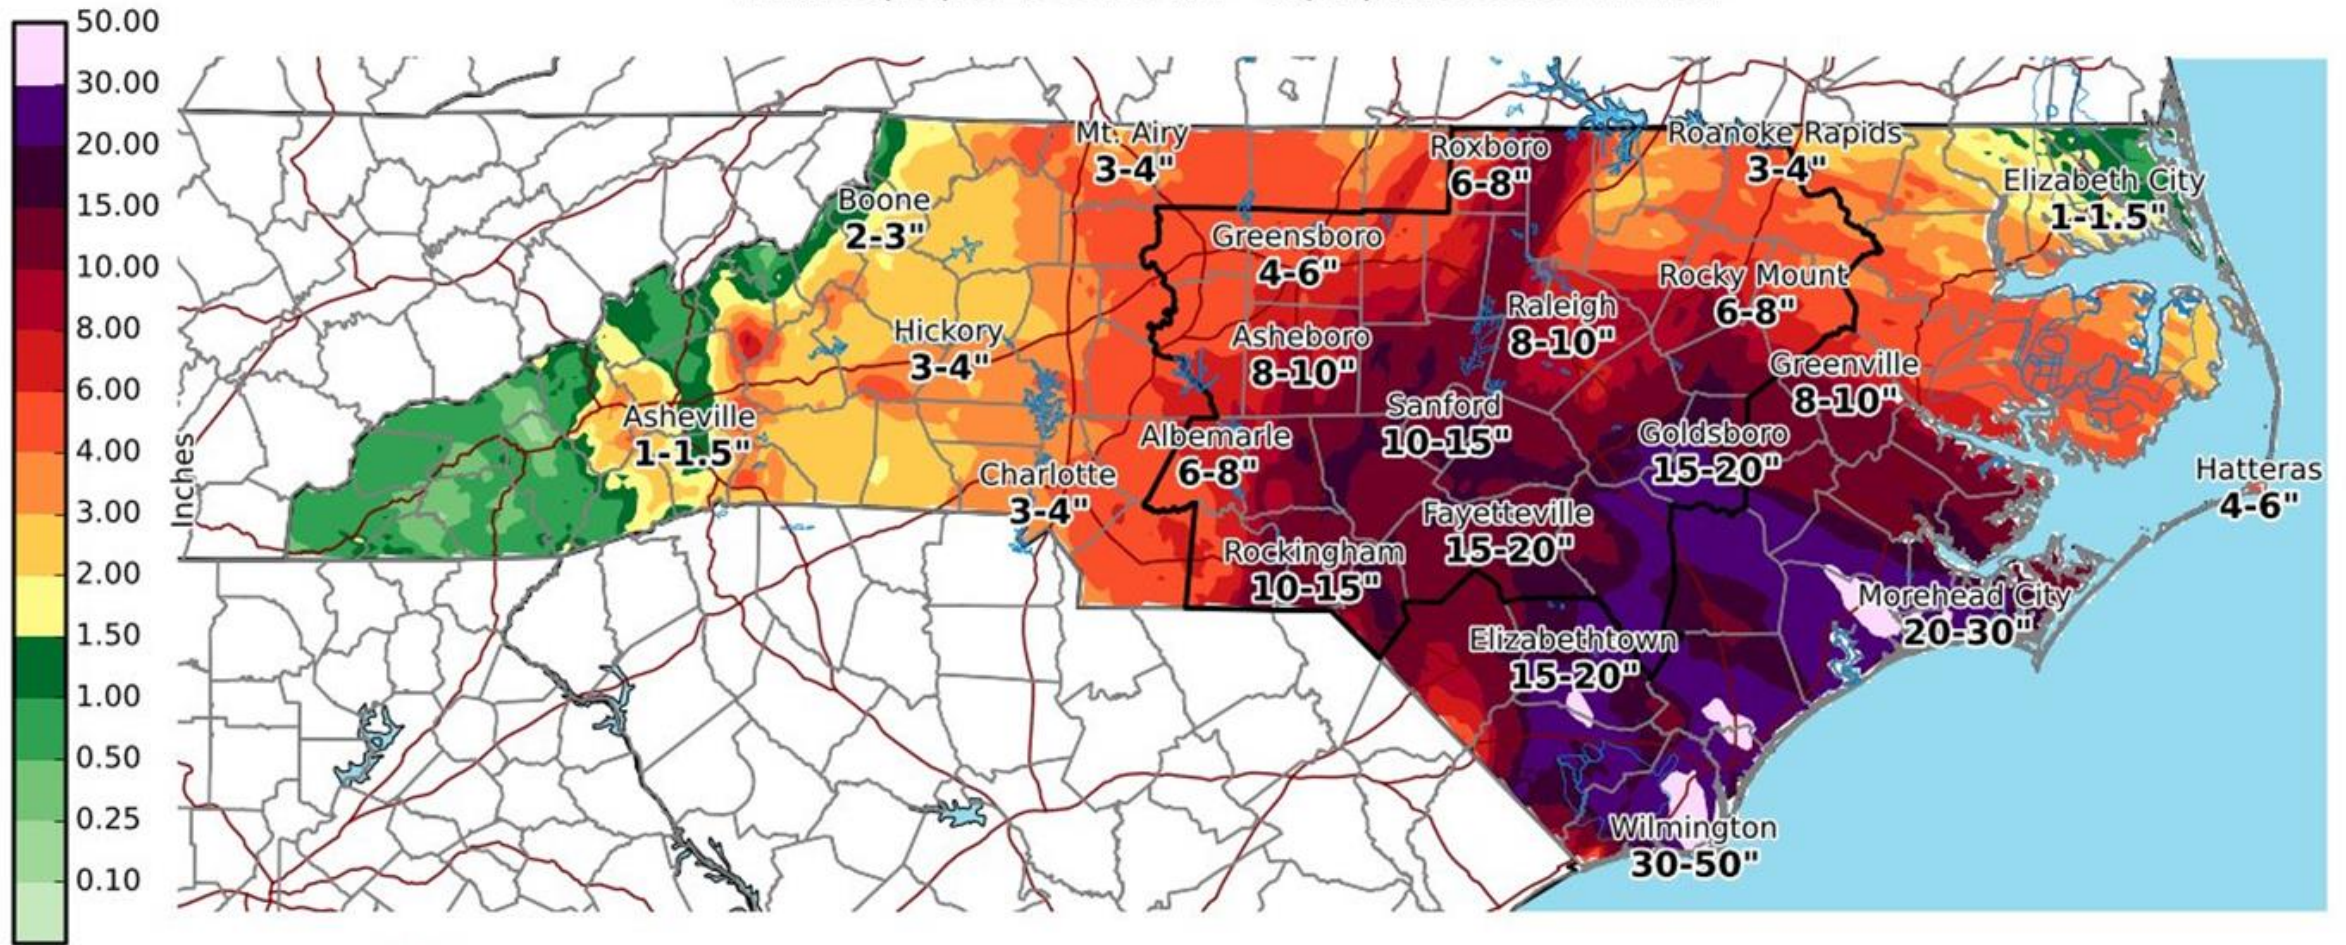 50.00
30.00
20.00
15.00
10.00
8.00
6.00
4.00
3.00
2.00
1.50
1.00
0.50
0.25
0.10
Inches
Mt. Airy
3-4"
Roxboro
6-8"
Roanoke Rapids
3-4"
Elizabeth City
1-1.5"
Boone
2-3"
Greensboro
4-6"
Rocky Mount
6-8"
Raleigh
8-10"
Hickory
3-4"
Asheboro
8-10"
Greenville
8-10"
Asheville
1-1.5"
Sanford
10-15"
Albemarle
6-8"
Goldsboro
15-20"
Charlotte
3-4"
Hatteras
4-6"
Fayetteville
15-20"
Rockingham
10-15"
Morehead City
20-30"
Elizabethtown
15-20"
Wilmington
30-50"